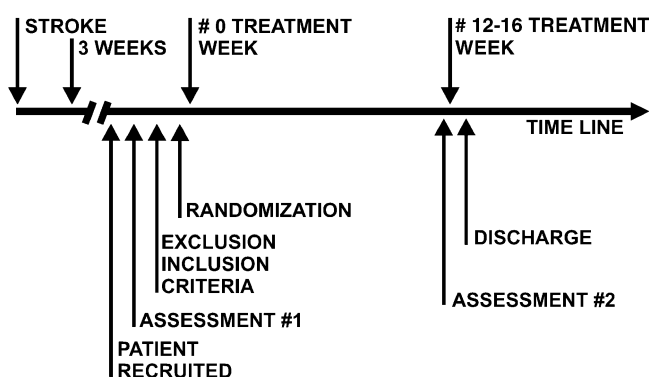 STROKE
3 WEEKS
# 0 TREATMENT
WEEK
# 12-16 TREATMENT
WEEK
TIME LINE
RANDOMIZATION
EXCLUSION
INCLUSION
CRITERIA
ASSESSMENT #1
PATIENT
RECRUITED
DISCHARGE
ASSESSMENT #2